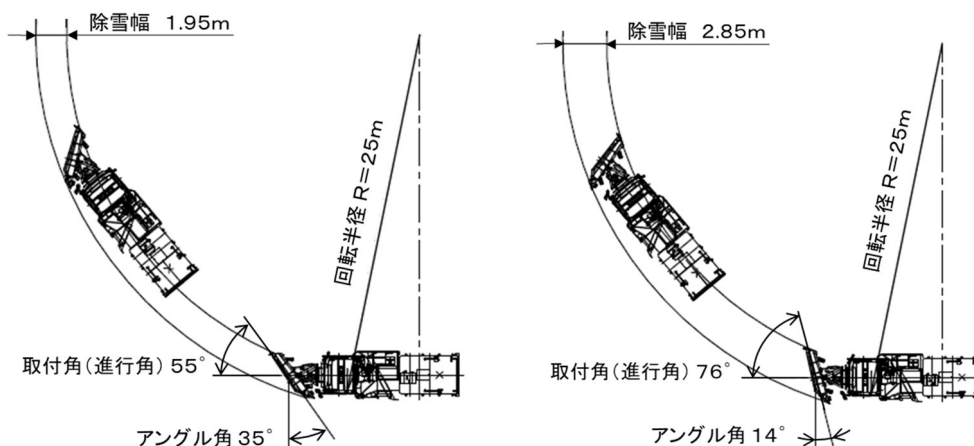 除雪幅 1.95m
回転半径 R=25m
取付角(進行角) 55°
アングル角 35°
除雪幅 2.85m
回転半径 R=25m
取付角(進行角) 76°
アングル角 14°